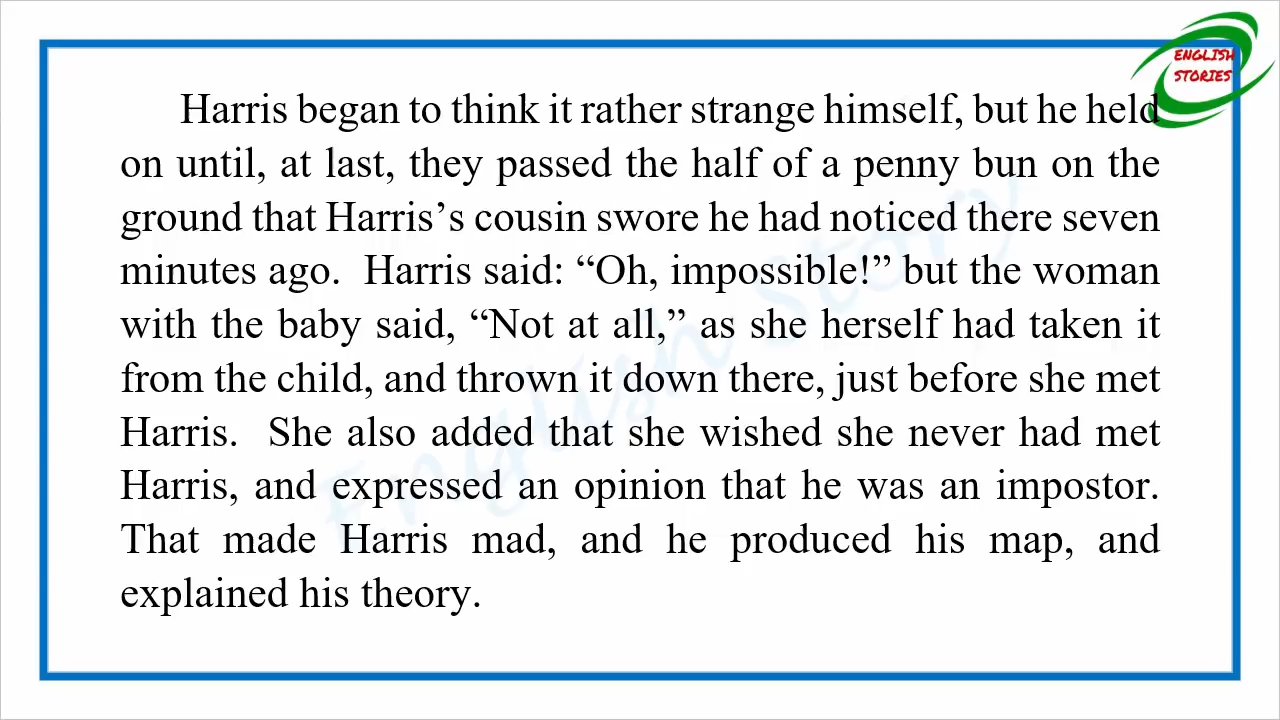 ENGLISH
STORIES
Harris began to think it rather strange himself, but he held
on until, at last, they passed the half of a penny bun on the
ground that Harris’s cousin swore he had noticed there seven
minutes ago.  Harris said: “Oh, impossible!” but the woman
with the baby said, “Not at all,” as she herself had taken it
from the child, and thrown it down there, just before she met
Harris.  She also added that she wished she never had met
Harris, and expressed an opinion that he was an impostor.
That made Harris mad, and he produced his map, and
explained his theory.
English Story